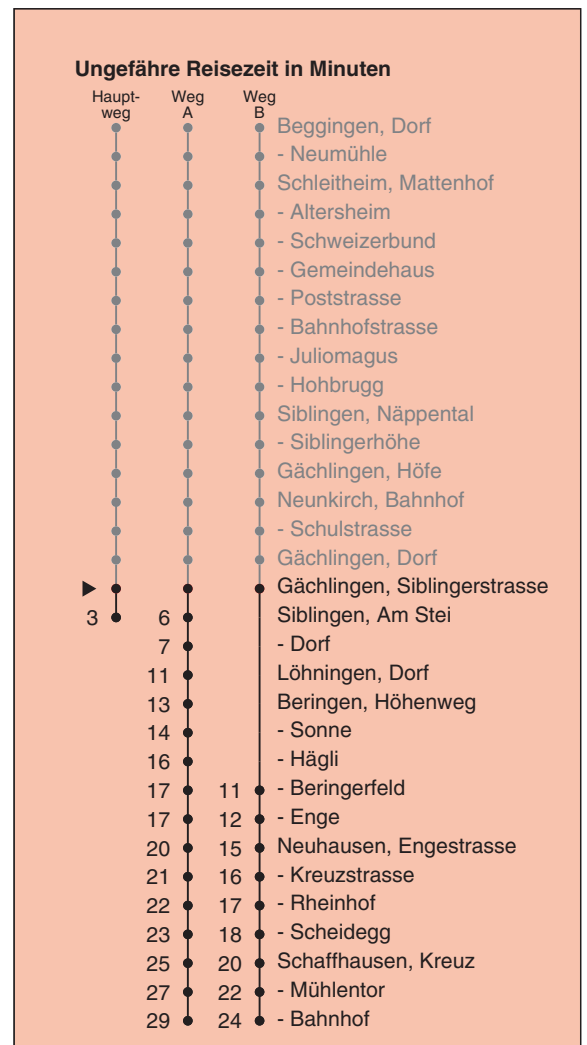 Ungefähre Reisezeit in Minuten
Haupt- Weg Weg
weg A B
Beggingen, Dorf
- Neumühle
Schleitheim, Mattenhof
- Altersheim
- Schweizerbund
- Gemeindehaus
- Poststrasse
- Bahnhofstrasse
- Juliomagus
- Hohbrugg
Siblingen, Näppental
- Siblingerhöhe
Gächlingen, Höfe
Neunkirch, Bahnhof
- Schulstrasse
Gächlingen, Dorf
Gächlingen, Siblingerstrasse
3 6 Siblingen, Am Stei
7 - Dorf
11 Löhningen, Dorf
13 Beringen, Höhenweg
14 - Sonne
16 - Hägli
17 11 - Beringerfeld
17 12 - Enge
20 15 Neuhausen, Engestrasse
21 16 - Kreuzstrasse
22 17 - Rheinhof
23 18 - Scheidegg
25 20 Schaffhausen, Kreuz
27 22 - Mühlentor
29 24 - Bahnhof